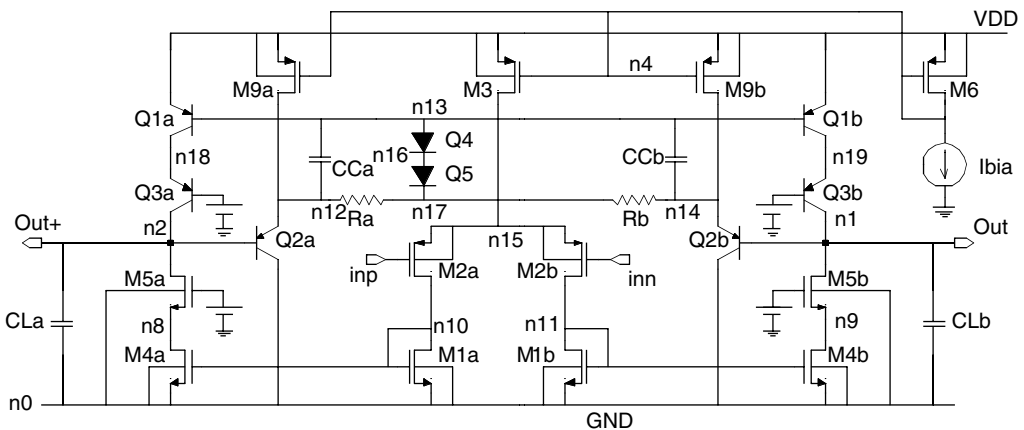 VDD
n4
M9a M3 M9b M6
n13
Q1a Q4 Q1b
n18 CCa n16 CCb n19 Ibia
Q5
Q3a Q3b
n12 Ra n17 Rb n14
Out+ n2 n1 Out
Q2a n15 Q2b
inp M2a M2b inn
M5a M5b
CLa n8 n10 n11 n9 CLb
M4a M1a M1b M4b
n0 GND